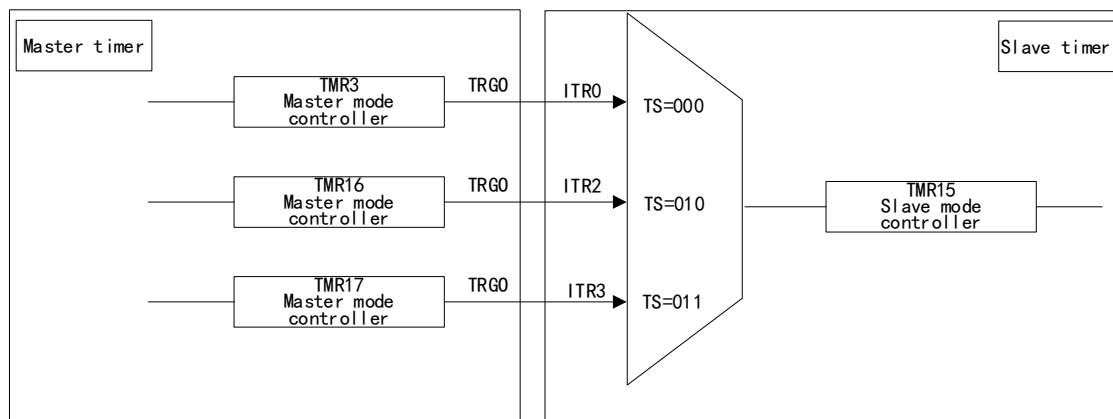 Master timer
Slave timer
TMR3
Master mode
controller
TRGO
ITR0
TS=000
TMR16
Master mode
controller
TRGO
ITR2
TS=010
TMR15
Slave mode
controller
TMR17
Master mode
controller
TRGO
ITR3
TS=011